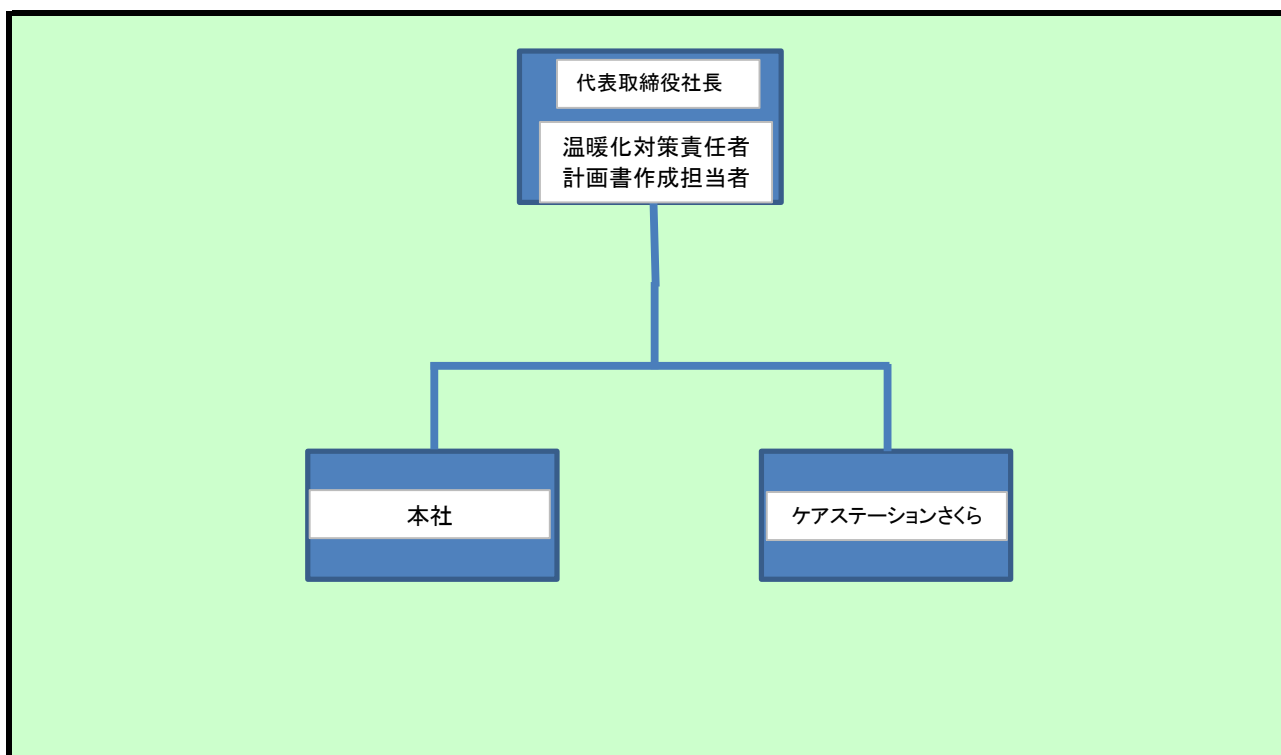 代表取締役社長
温暖化対策責任者
計画書作成担当者
本社
ケアステーションさくら